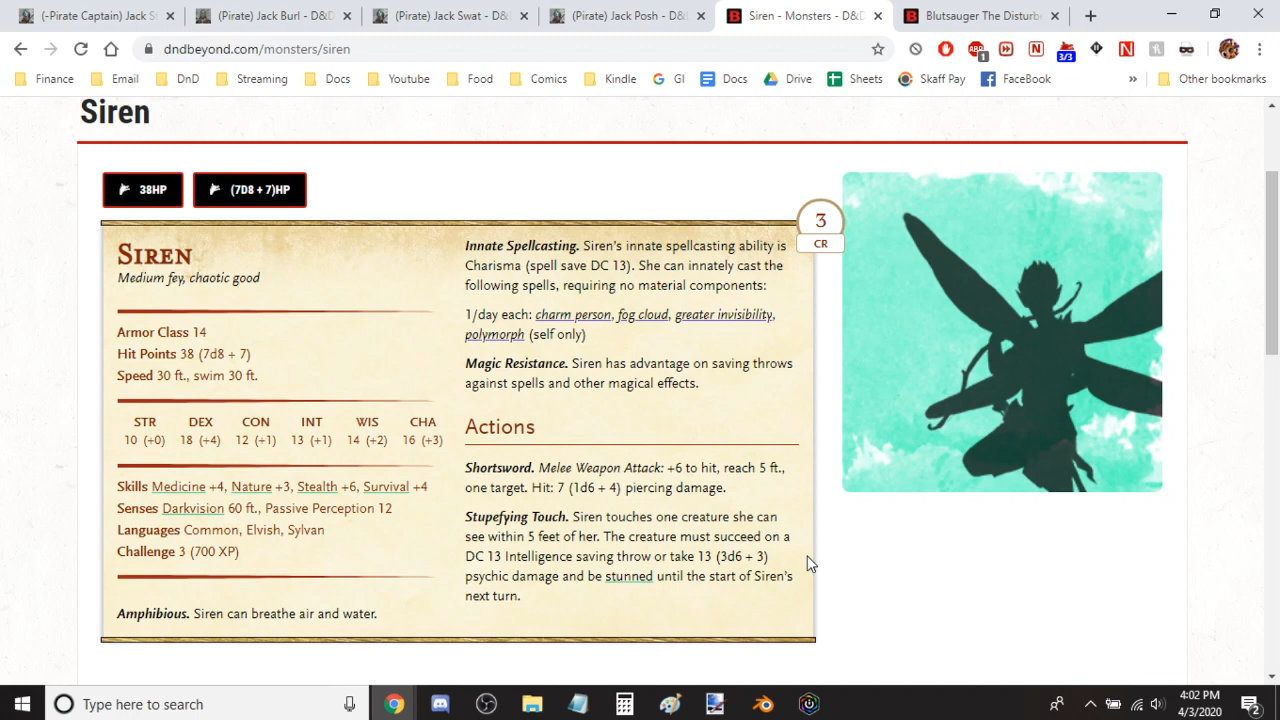 (-Pirate Captain) Jack S
(Pirate) Jack Bur - D&D
(Pirate) Jack Swas - D&D
(Pirate) Jack Posh - D&D
Siren - Monsters - D&D
Blutsauger The Disturbe
dndbeyond.com/monsters/siren
ABP
1
3/3
Finance
Email
DnD
Streaming
Docs
Youtube
Food
Comics
Kindle
GI
Docs
Drive
Sheets
Skaff Pay
FaceBook
»
Other bookmarks
Siren
38HP
(7D8 + 7)HP
3
CR
Siren
Medium fey, chaotic good
Armor Class 14
Hit Points 38 (7d8 + 7)
Speed 30 ft., swim 30 ft.
STR DEX CON INT WIS CHA
10 (+0) 18 (+4) 12 (+1) 13 (+1) 14 (+2) 16 (+3)
Skills Medicine +4, Nature +3, Stealth +6, Survival +4
Senses Darkvision 60 ft., Passive Perception 12
Languages Common, Elvish, Sylvan
Challenge 3 (700 XP)
Amphibious. Siren can breathe air and water.
Innate Spellcasting. Siren's innate spellcasting ability is
Charisma (spell save DC 13). She can innately cast the
following spells, requiring no material components:
1/day each: charm person, fog cloud, greater invisibility,
polymorph (self only)
Magic Resistance. Siren has advantage on saving throws
against spells and other magical effects.
Actions
Shortsword. Melee Weapon Attack: +6 to hit, reach 5 ft.,
one target. Hit: 7 (1d6 + 4) piercing damage.
Stupefying Touch. Siren touches one creature she can
see within 5 feet of her. The creature must succeed on a
DC 13 Intelligence saving throw or take 13 (3d6 + 3)
psychic damage and be stunned until the start of Siren's
next turn.
Type here to search
4:02 PM
4/3/2020
2